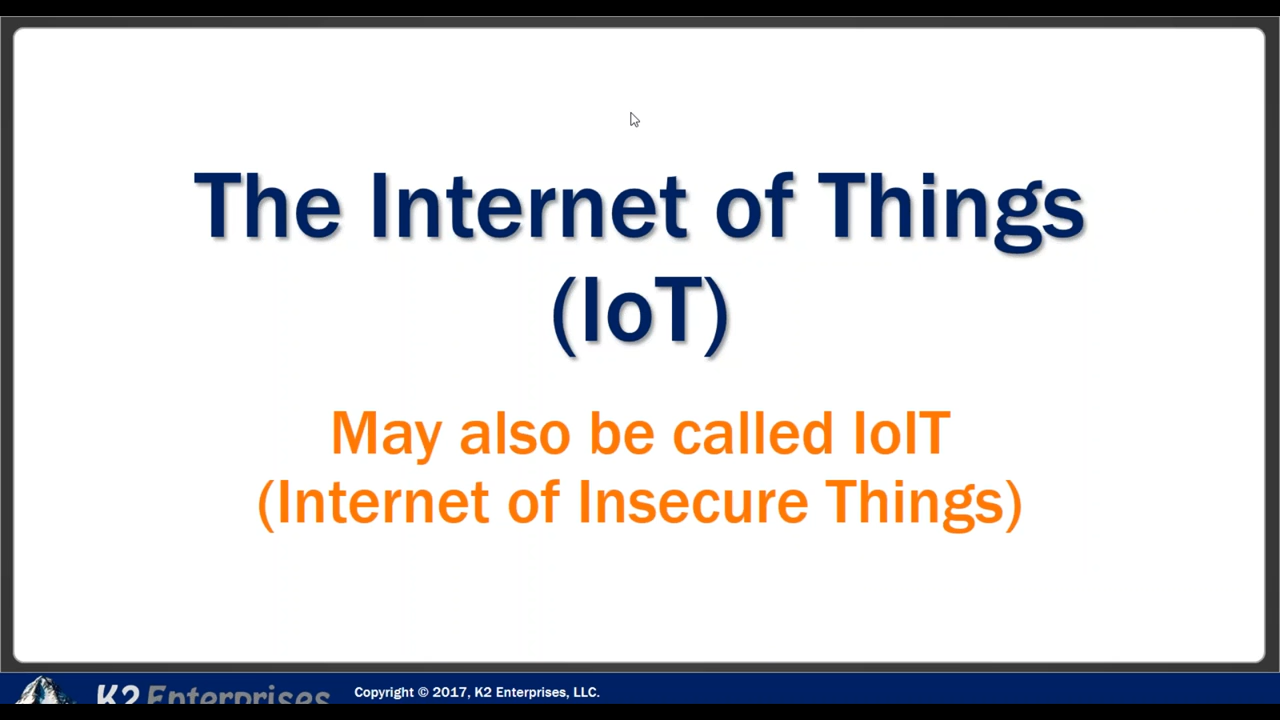 The Internet of Things
(IoT)
May also be called IoIT
(Internet of Insecure Things)
K2 Enterprises
Copyright © 2017, K2 Enterprises, LLC.